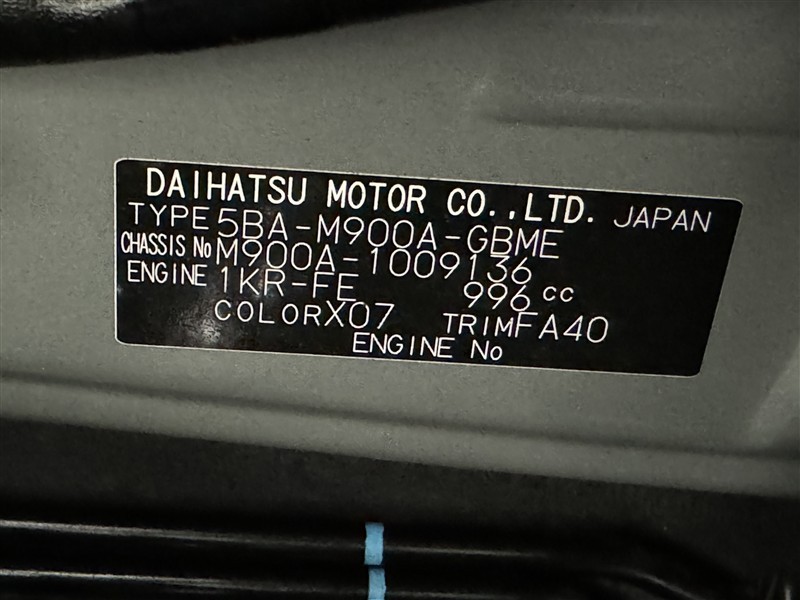 DAIHATSU MOTOR CO.,LTD. JAPAN
TYPE 5BA-M900A-GBME
CHASSIS No M900A-1009136
ENGINE 1KR-FE 996 cc
COLOR X07 TRIM FA40
ENGINE No